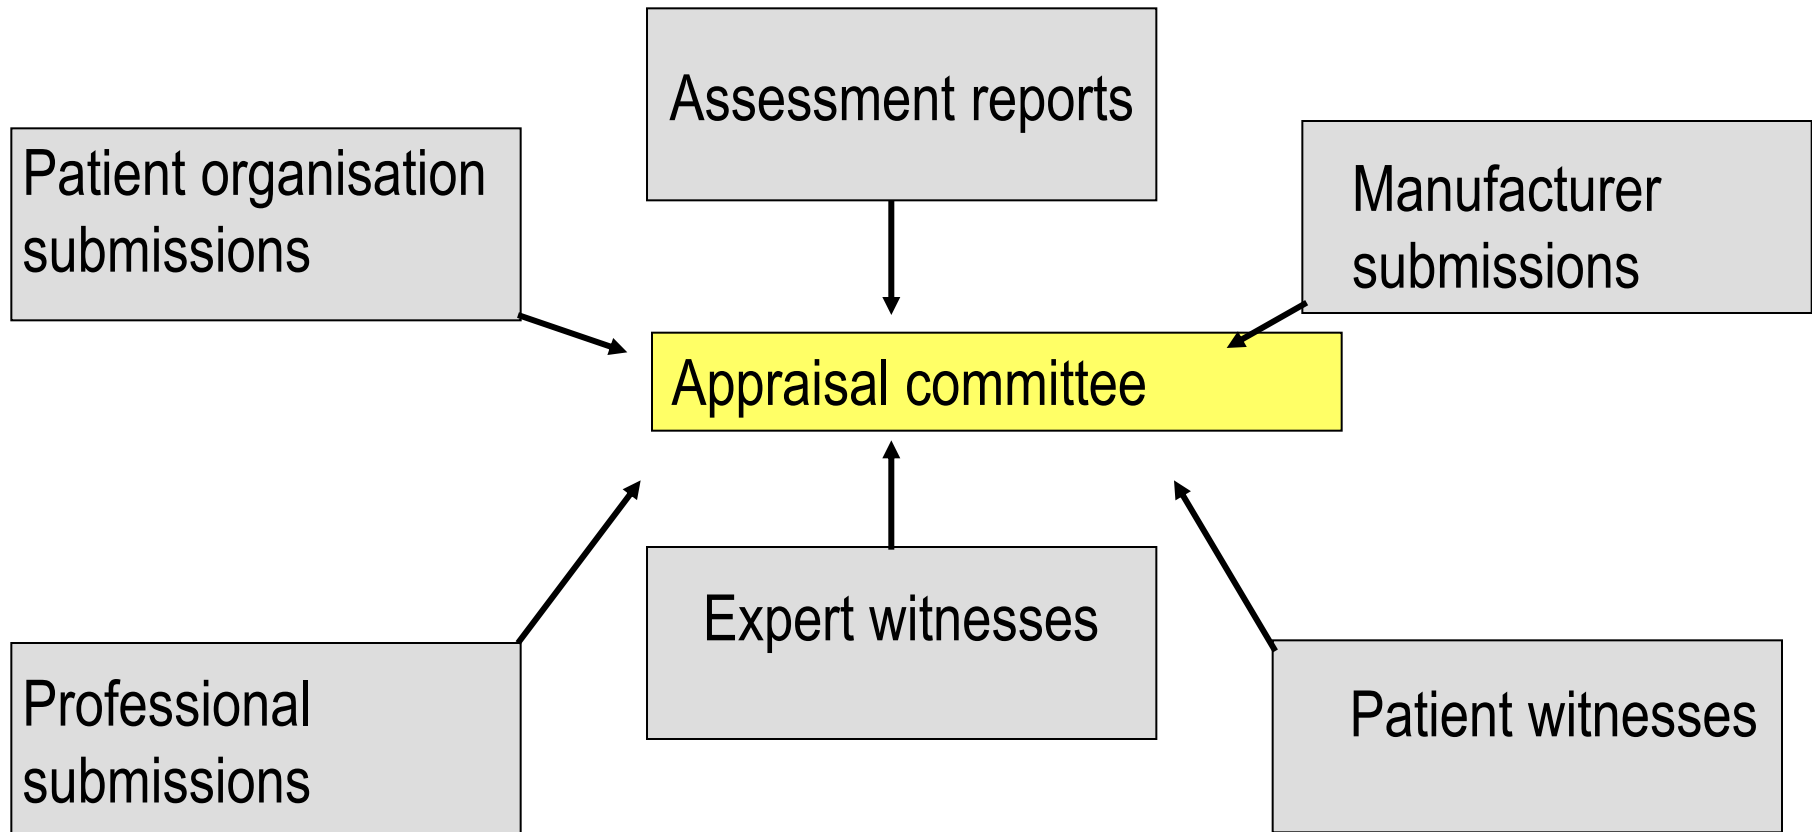 Assessment reports
Patient organisation
submissions
Manufacturer
submissions
Appraisal committee
Expert witnesses
Professional
submissions
Patient witnesses